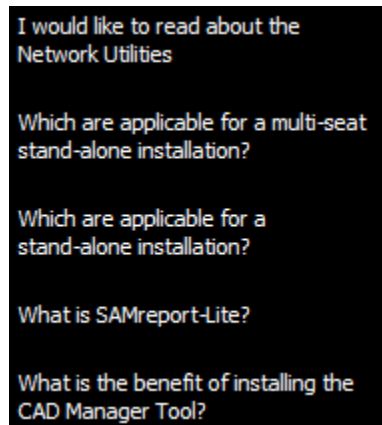 I would like to read about the
Network Utilities
Which are applicable for a multi-seat
stand-alone installation?
Which are applicable for a
stand-alone installation?
What is SAMreport-Lite?
What is the benefit of installing the
CAD Manager Tool?